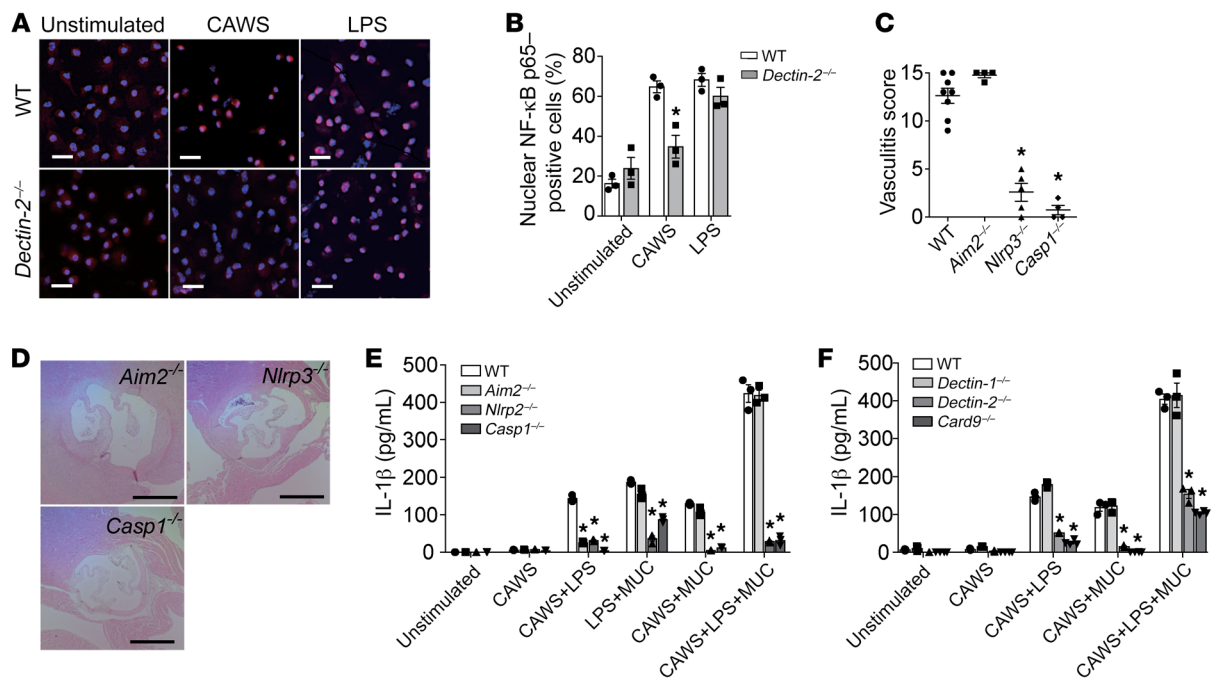 A
Unstimulated
CAWS
LPS
WT
Dectin-2–/–
B
Nuclear NF-κB p65–
positive cells (%)
80
60
40
20
0
*
WT
Dectin-2–/–
Unstimulated
CAWS
LPS
C
Vasculitis score
15
10
5
0
*
*
WT
Aim2–/–
Nlrp3–/–
Casp1–/–
D
Aim2-/-
Nlrp3-/-
Casp1-/-
E
IL-1β (pg/mL)
500
400
300
200
100
0
WT
Aim2–/–
Nlrp2–/–
Casp1–/–
* * *
* *
* *
* *
Unstimulated
CAWS
CAWS+LPS
LPS+MUC
CAWS+MUC
CAWS+LPS+MUC
F
IL-1β (pg/mL)
500
400
300
200
100
0
WT
Dectin-1–/–
Dectin-2–/–
Card9–/–
* *
* *
* *
Unstimulated
CAWS
CAWS+LPS
CAWS+MUC
CAWS+LPS+MUC